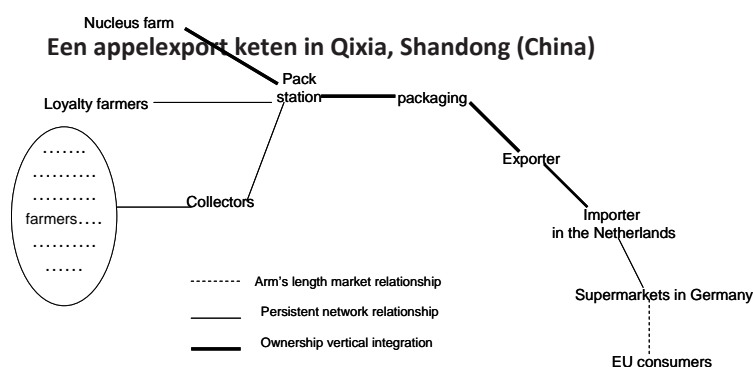 Nucleus farm
Een appelexport keten in Qixia, Shandong (China)
Pack
station
packaging
Loyalty farmers
.......
..........
..........
farmers....
..........
......
Collectors
Exporter
Importer
in the Netherlands
Supermarkets in Germany
EU consumers
Arm's length market relationship
Persistent network relationship
Ownership vertical integration